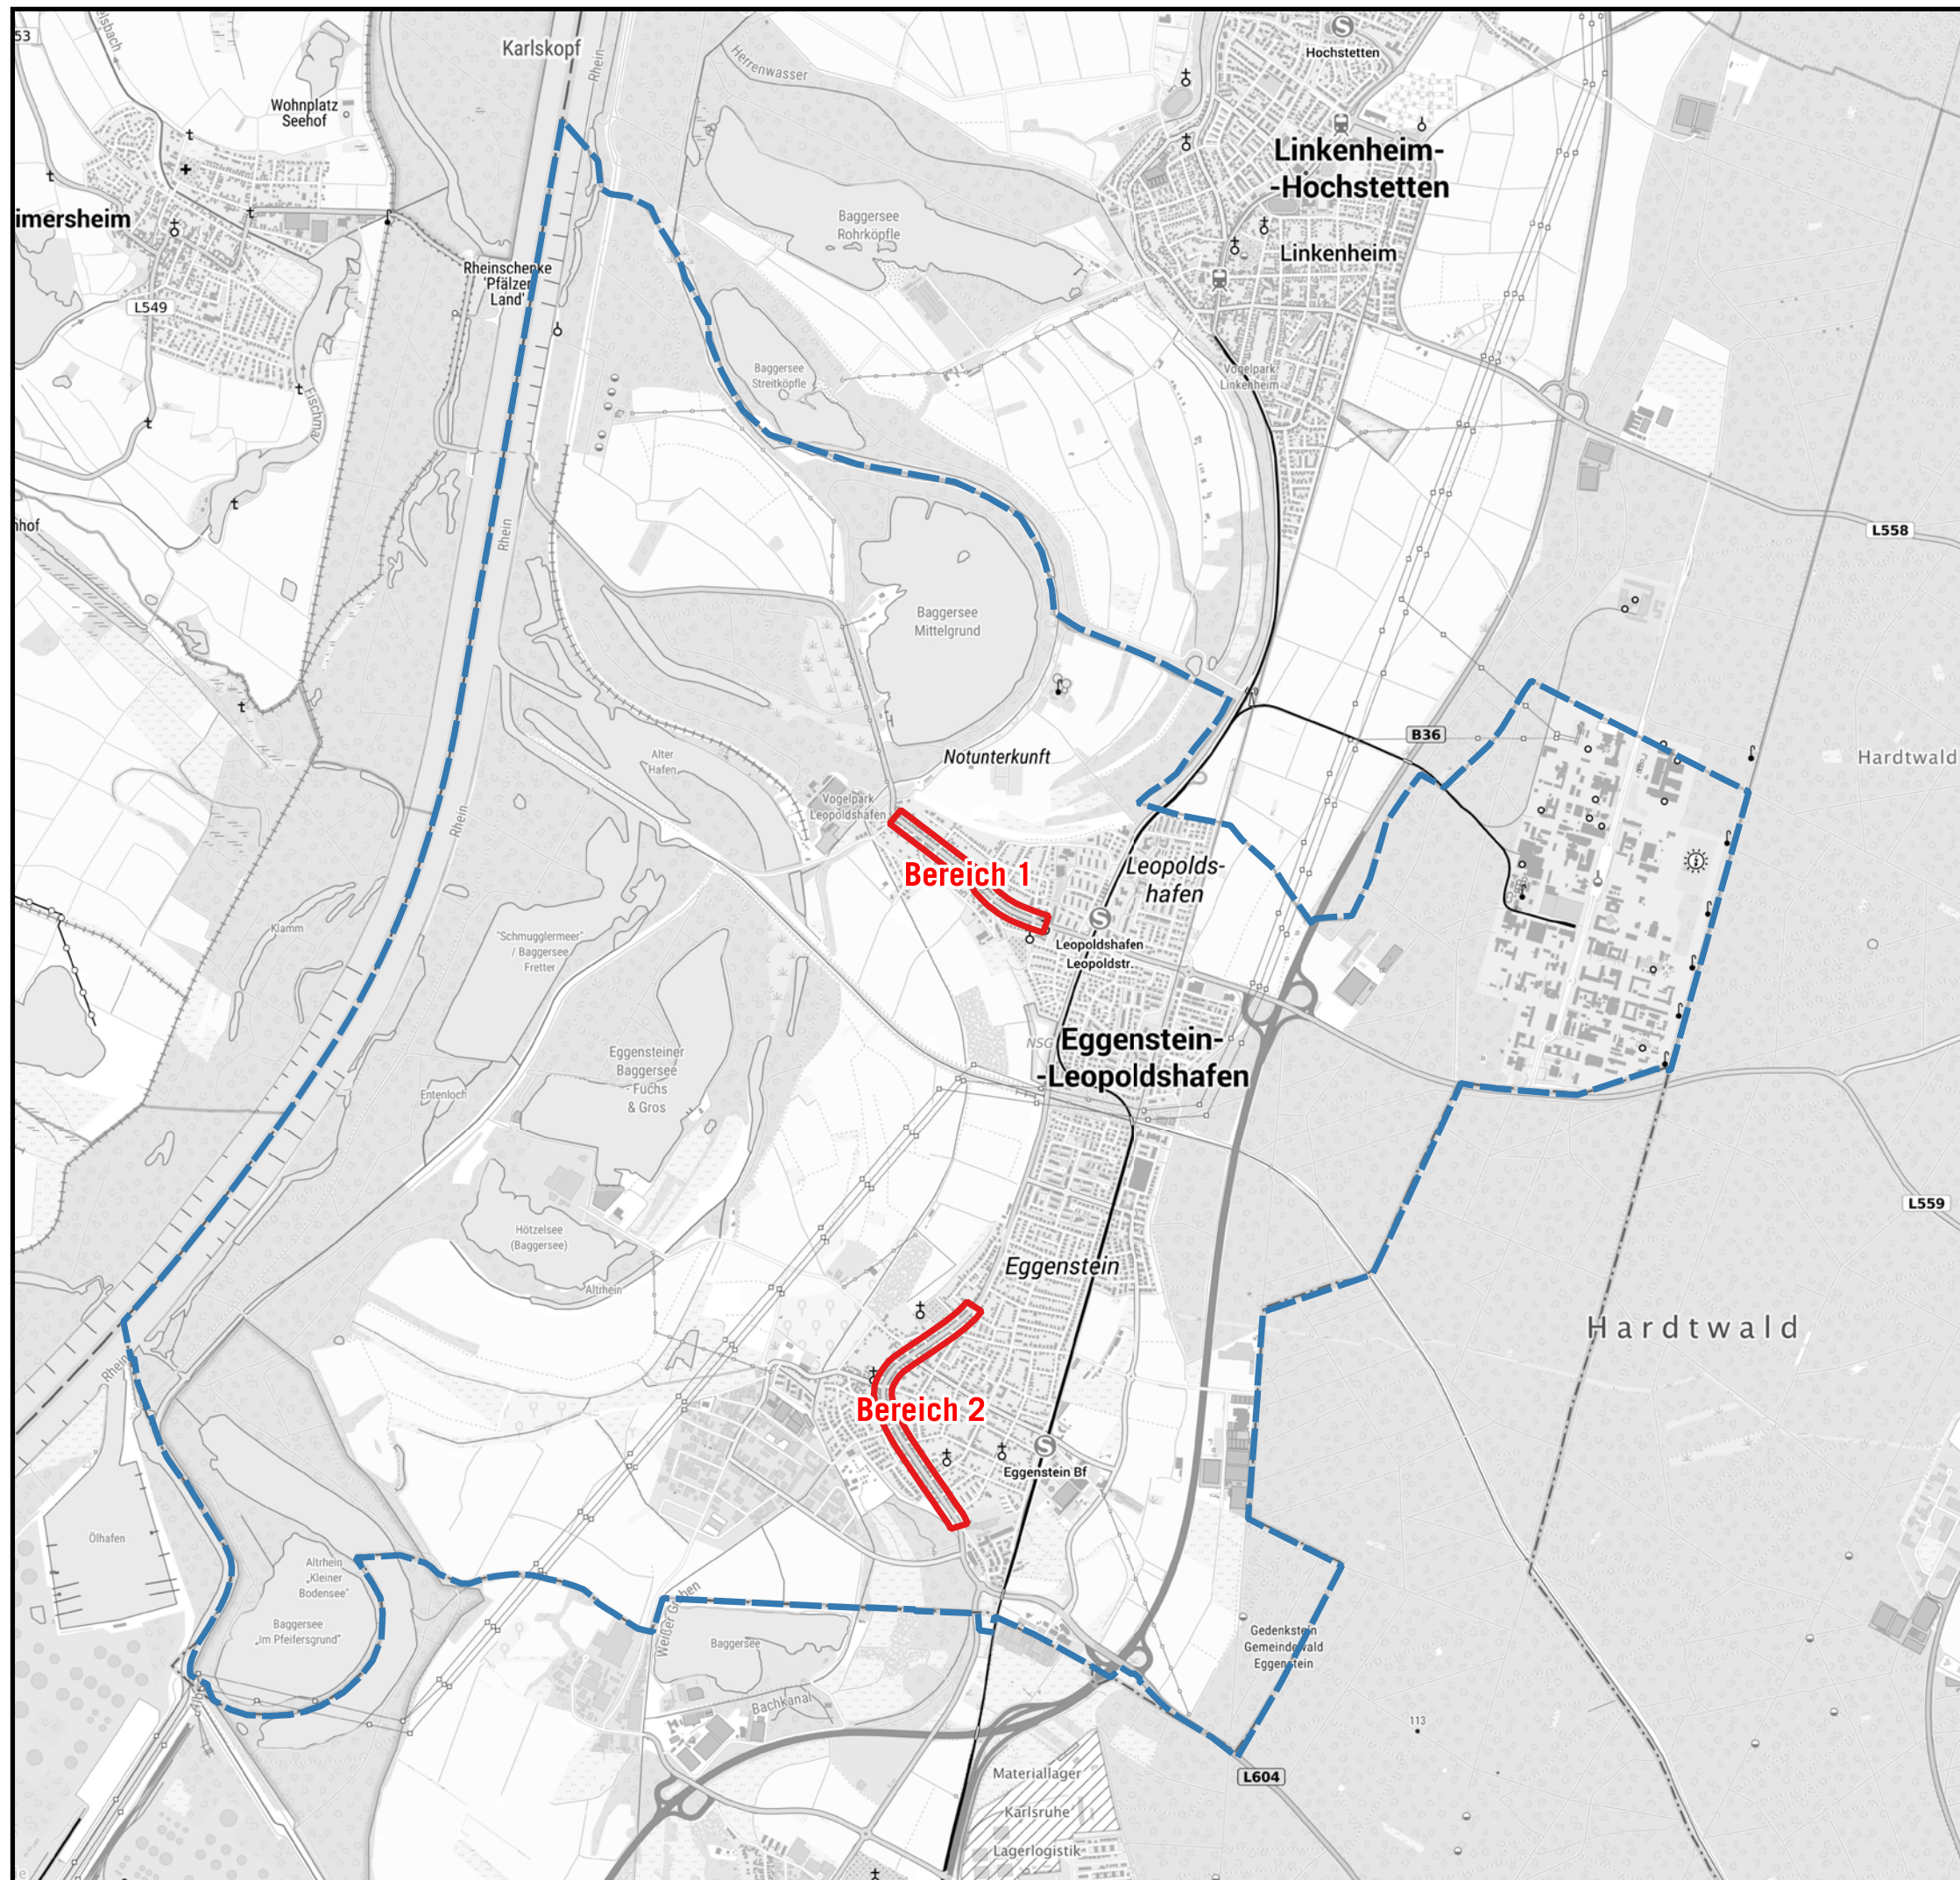 53
Karlskopf
Rhein
Herrenwasser
Hochstetten
Wohnplatz
Seehof
Linkenheim-
-Hochstetten
imersheim
Baggersee
Rohrköpfle
Linkenheim
Rheinschenke
'Pfälzer
Land'
L549
Baggersee
Streitköpfle
Vogelpark
Linkenheim
Fischmal
hof
Rhein
L558
Baggersee
Mittelgrund
B36
Alter
Hafen
Notunterkunft
Hardtwald
Vogelpark
Leopoldshafen
Rhein
Bereich 1
Leopolds-
hafen
Klamm
"Schmugglermeer"
/ Baggersee
Fretter
Leopoldshafen
Leopoldstr.
Eggensteiner
Baggersee
Fuchs
& Gros
NSG
Eggenstein-
-Leopoldshafen
Entenloch
L559
Hötzelsee
(Baggersee)
Eggenstein
Altrhein
Hardtwald
Rhein
Bereich 2
Eggenstein Bf
Ölhafen
Altrhein
„Kleiner
Bodensee"
Baggersee
„Im Pfeifersgrund"
Weißer Graben
Baggersee
Gedenkstein
Gemeindewald
Eggenstein
Bachkanal
113
Alb
L604
Materiallager
Karlsruhe
Lagerlogistik